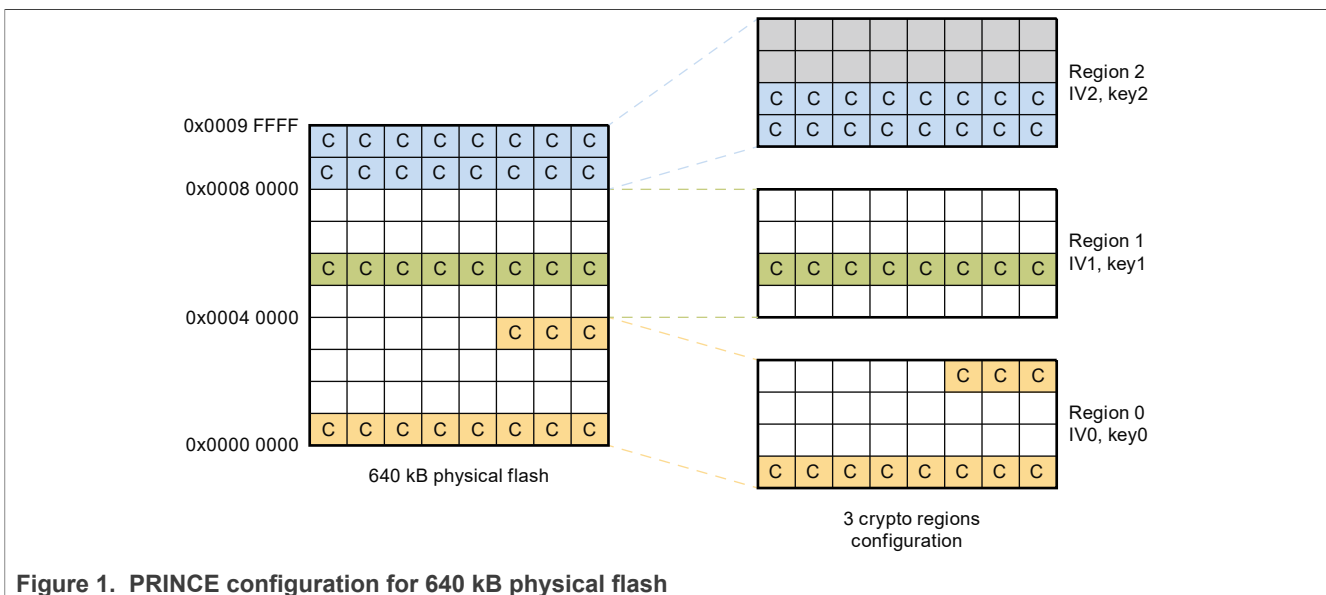 Region 2
IV2, key2
C C C C C C C C
C C C C C C C C
0x0009 FFFF
C C C C C C C C
C C C C C C C C
0x0008 0000
Region 1
IV1, key1
C C C C C C C C
C C C C C C C C
0x0004 0000
C C C
C C C
Region 0
IV0, key0
C C C C C C C C
0x0000 0000
C C C C C C C C
640 kB physical flash
3 crypto regions
configuration
Figure 1. PRINCE configuration for 640 kB physical flash